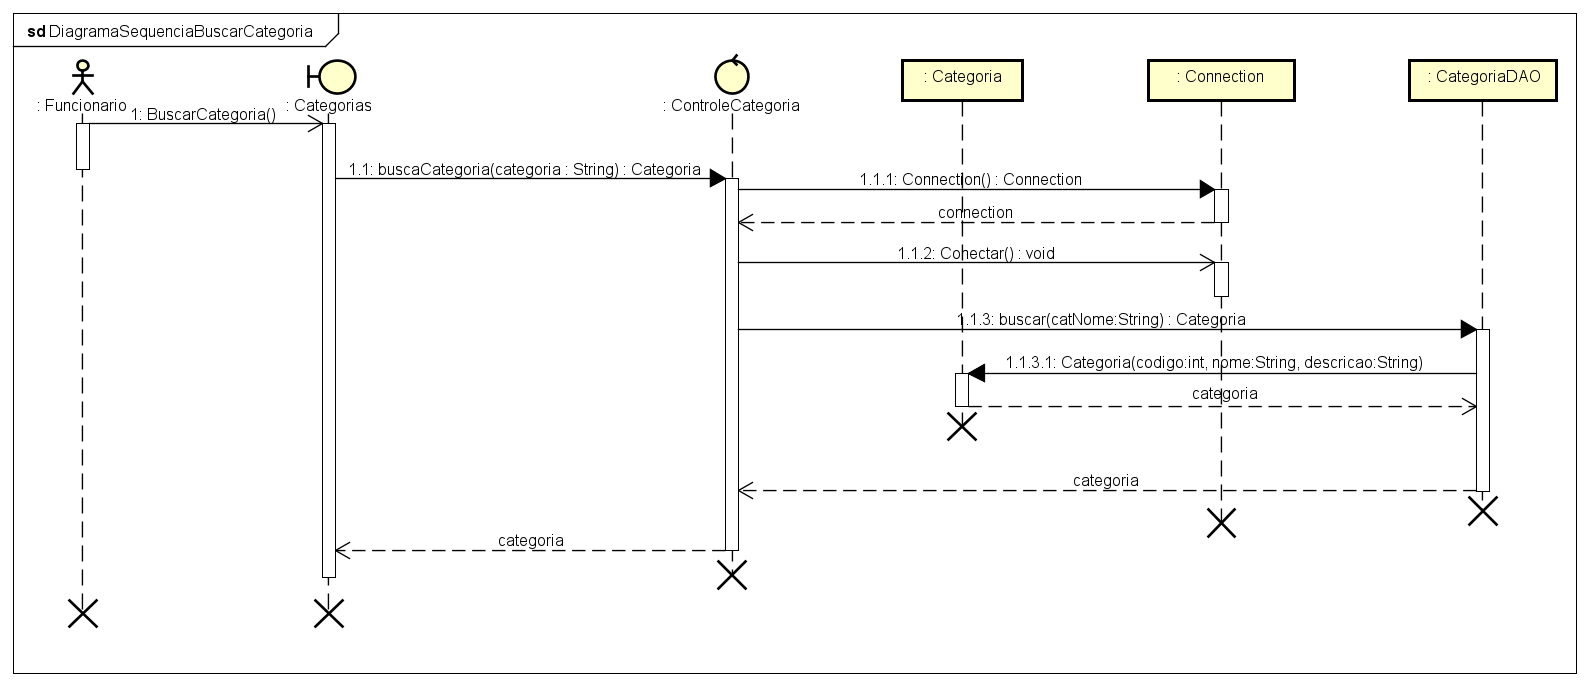 sd DiagramaSequenciaBuscarCategoria
: Funcionario
: Categorias
: ControleCategoria
: Categoria
: Connection
: CategoriaDAO
1: BuscarCategoria()
1.1: buscaCategoria(categoria : String) : Categoria
1.1.1: Connection() : Connection
connection
1.1.2: Conectar() : void
1.1.3: buscar(catNome:String) : Categoria
1.1.3.1: Categoria(codigo:int, nome:String, descricao:String)
categoria
categoria
categoria